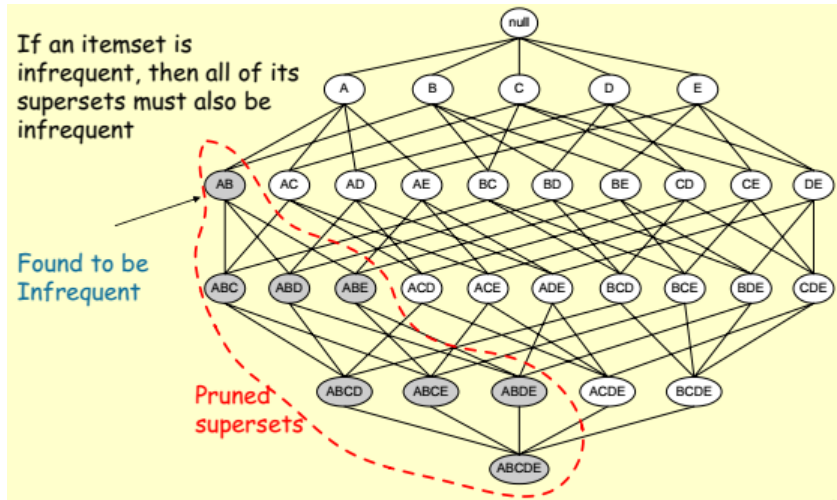 null
If an itemset is
infrequent, then all of its
supersets must also be
infrequent
A B C D E
AB AC AD AE BC BD BE CD CE DE
Found to be
Infrequent
ABC ABD ABE ACD ACE ADE BCD BCE BDE CDE
Pruned
supersets
ABCD ABCE ABDE ACDE BCDE
ABCDE